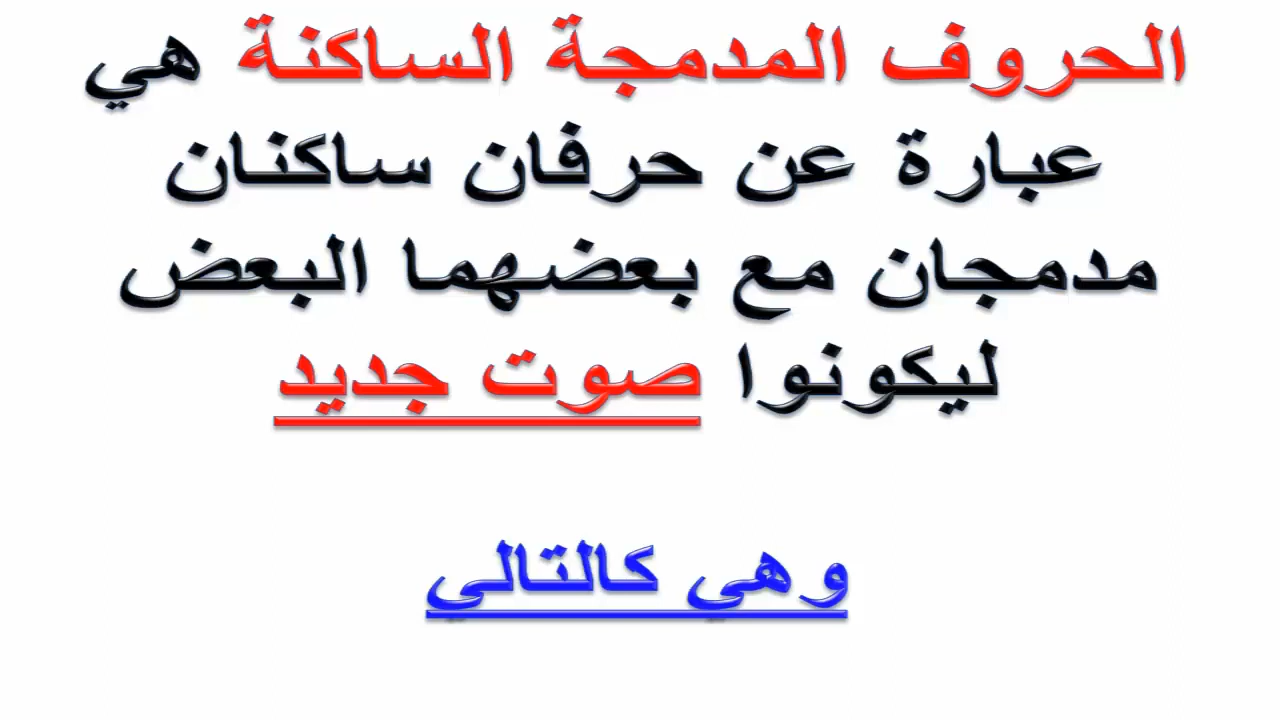 الحروف المدمجة الساكنة هي
عبارة عن حرفان ساكنان
مدمجان مع بعضهما البعض
ليكونوا صوت جديد
وهي كالتالي